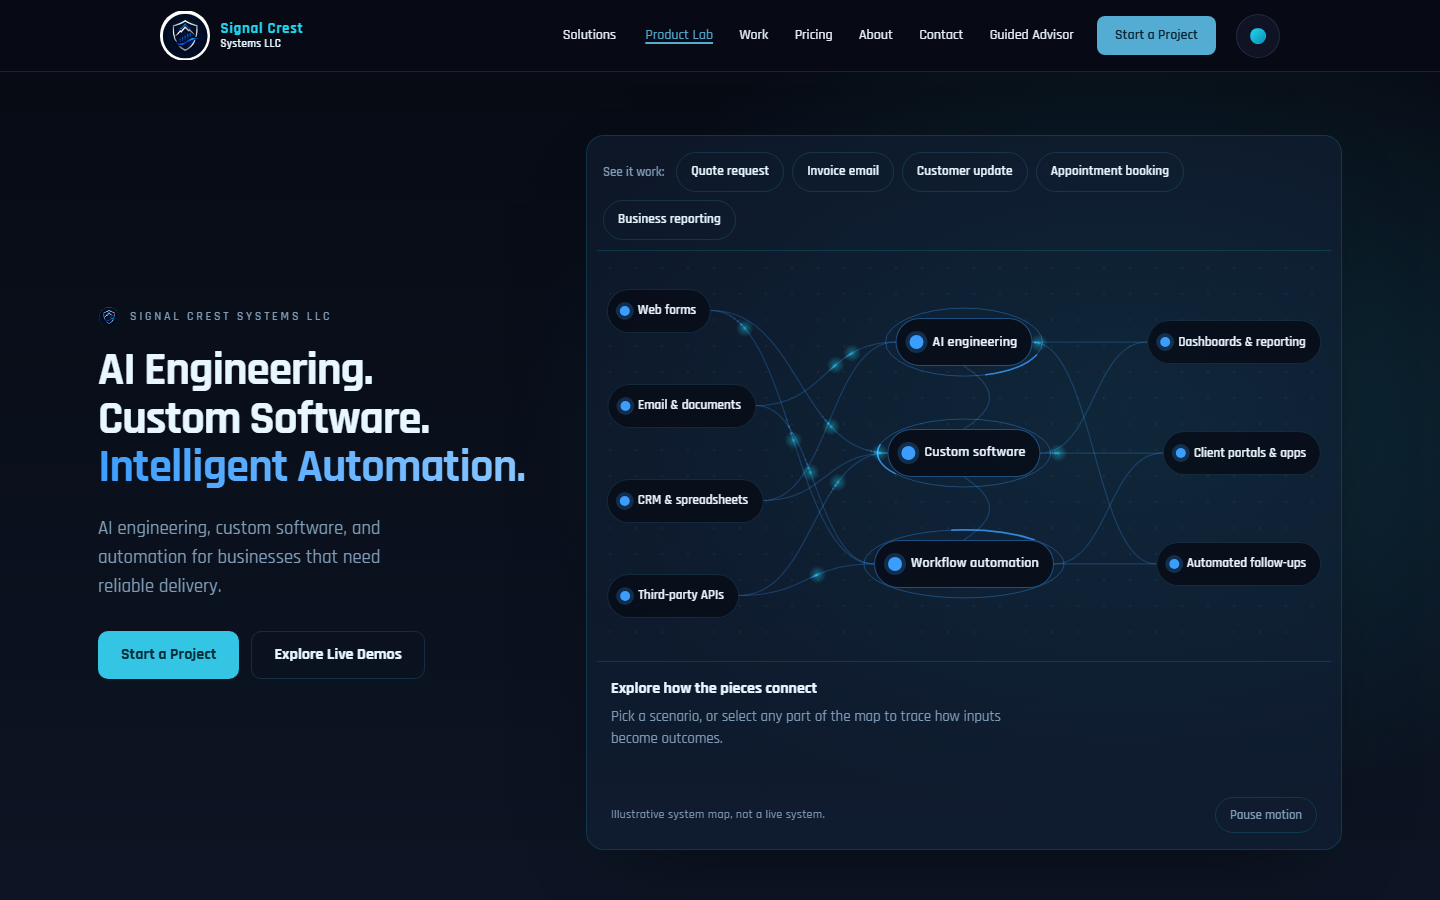 Signal Crest
Systems LLC
Solutions
Product Lab
Work
Pricing
About
Contact
Guided Advisor
Start a Project
SIGNAL CREST SYSTEMS LLC
AI Engineering.
Custom Software.
Intelligent Automation.
AI engineering, custom software, and
automation for businesses that need
reliable delivery.
Start a Project
Explore Live Demos
See it work:
Quote request
Invoice email
Customer update
Appointment booking
Business reporting
Web forms
Email & documents
CRM & spreadsheets
Third-party APIs
AI engineering
Custom software
Workflow automation
Dashboards & reporting
Client portals & apps
Automated follow-ups
Explore how the pieces connect
Pick a scenario, or select any part of the map to trace how inputs
become outcomes.
Illustrative system map, not a live system.
Pause motion